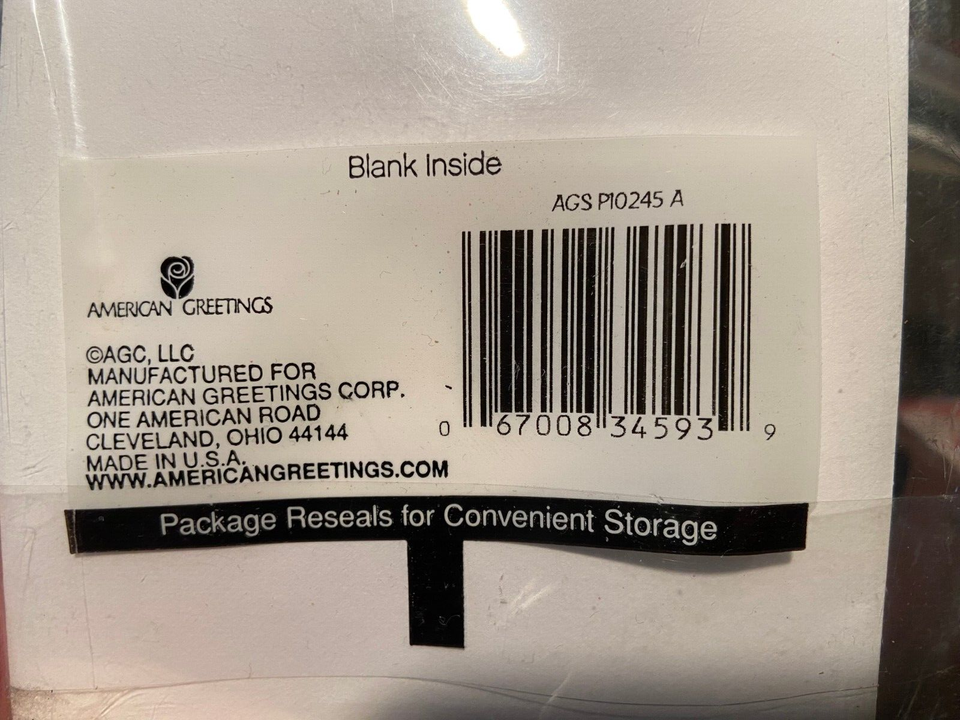 Blank Inside
AGS P10245 A
AMERICAN GREETINGS
©AGC, LLC
MANUFACTURED FOR
AMERICAN GREETINGS CORP.
ONE AMERICAN ROAD
CLEVELAND, OHIO 44144
MADE IN U.S.A.
WWW.AMERICANGREETINGS.COM
0 67008 34593 9
Package Reseals for Convenient Storage